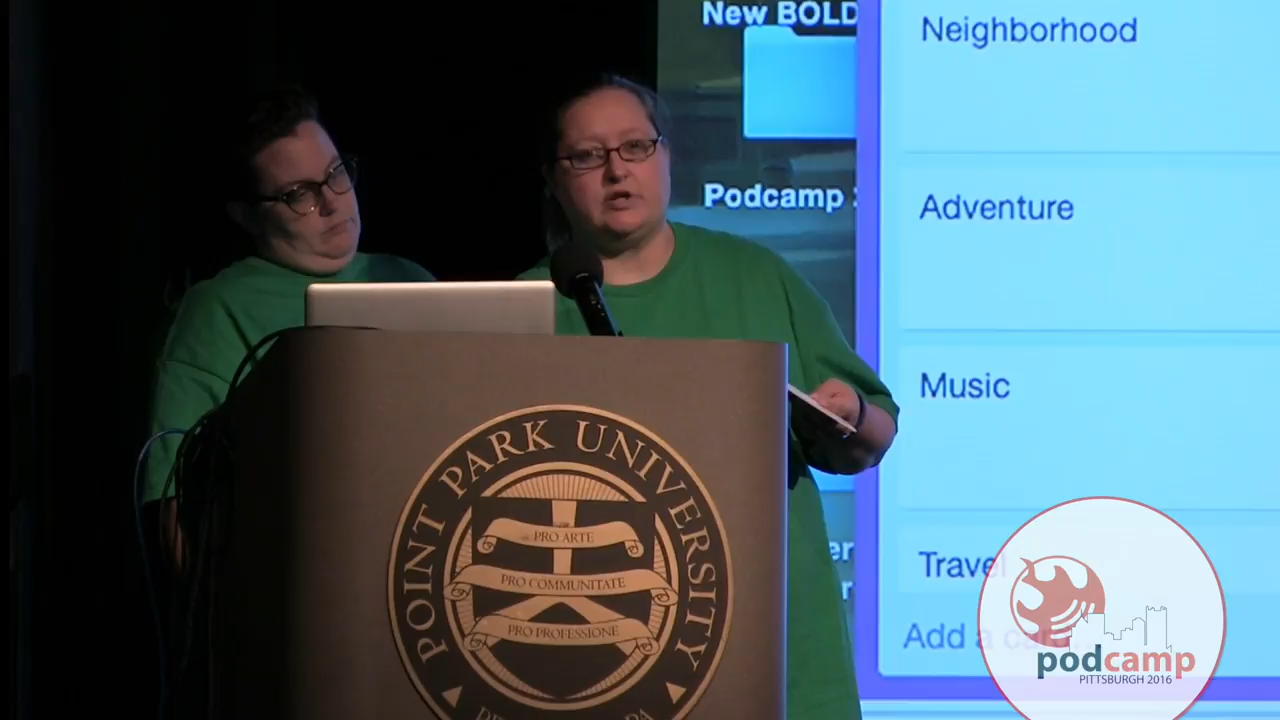 New BOLD
Podcamp
Neighborhood
Adventure
Music
Travel
Add a
POINT PARK UNIVERSITY
PRO ARTE
PRO COMMUNITATE
PRO PROFESSIONE
podcamp
PITTSBURGH 2016